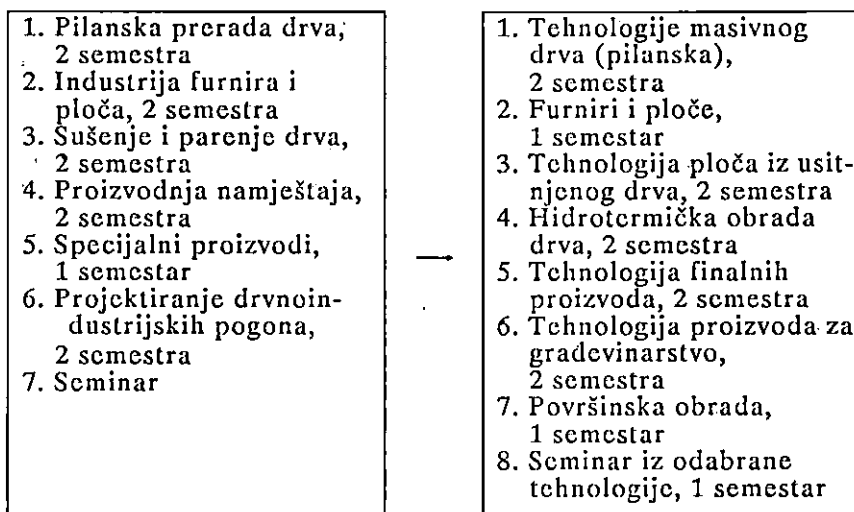 1. Pilanska prerada drva,
2 semestra
2. Industrija furnira i
ploča, 2 semestra
3. Sušenje i parenje drva,
2 semestra
4. Proizvodnja namještaja,
2 semestra
5. Specijalni proizvodi,
1 semestar
6. Projektiranje drvnoin-
dustrijskih pogona,
2 semestra
7. Seminar
→
1. Tehnologije masivnog
drva (pilanska),
2 semestra
2. Furniri i ploče,
1 semestar
3. Tehnologija ploča iz usit-
njenog drva, 2 semestra
4. Hidrotermička obrada
drva, 2 semestra
5. Tehnologija finalnih
proizvoda, 2 semestra
6. Tehnologija proizvoda za
građevinarstvo,
2 semestra
7. Površinska obrada,
1 semestar
8. Seminar iz odabrane
tehnologije, 1 semestar